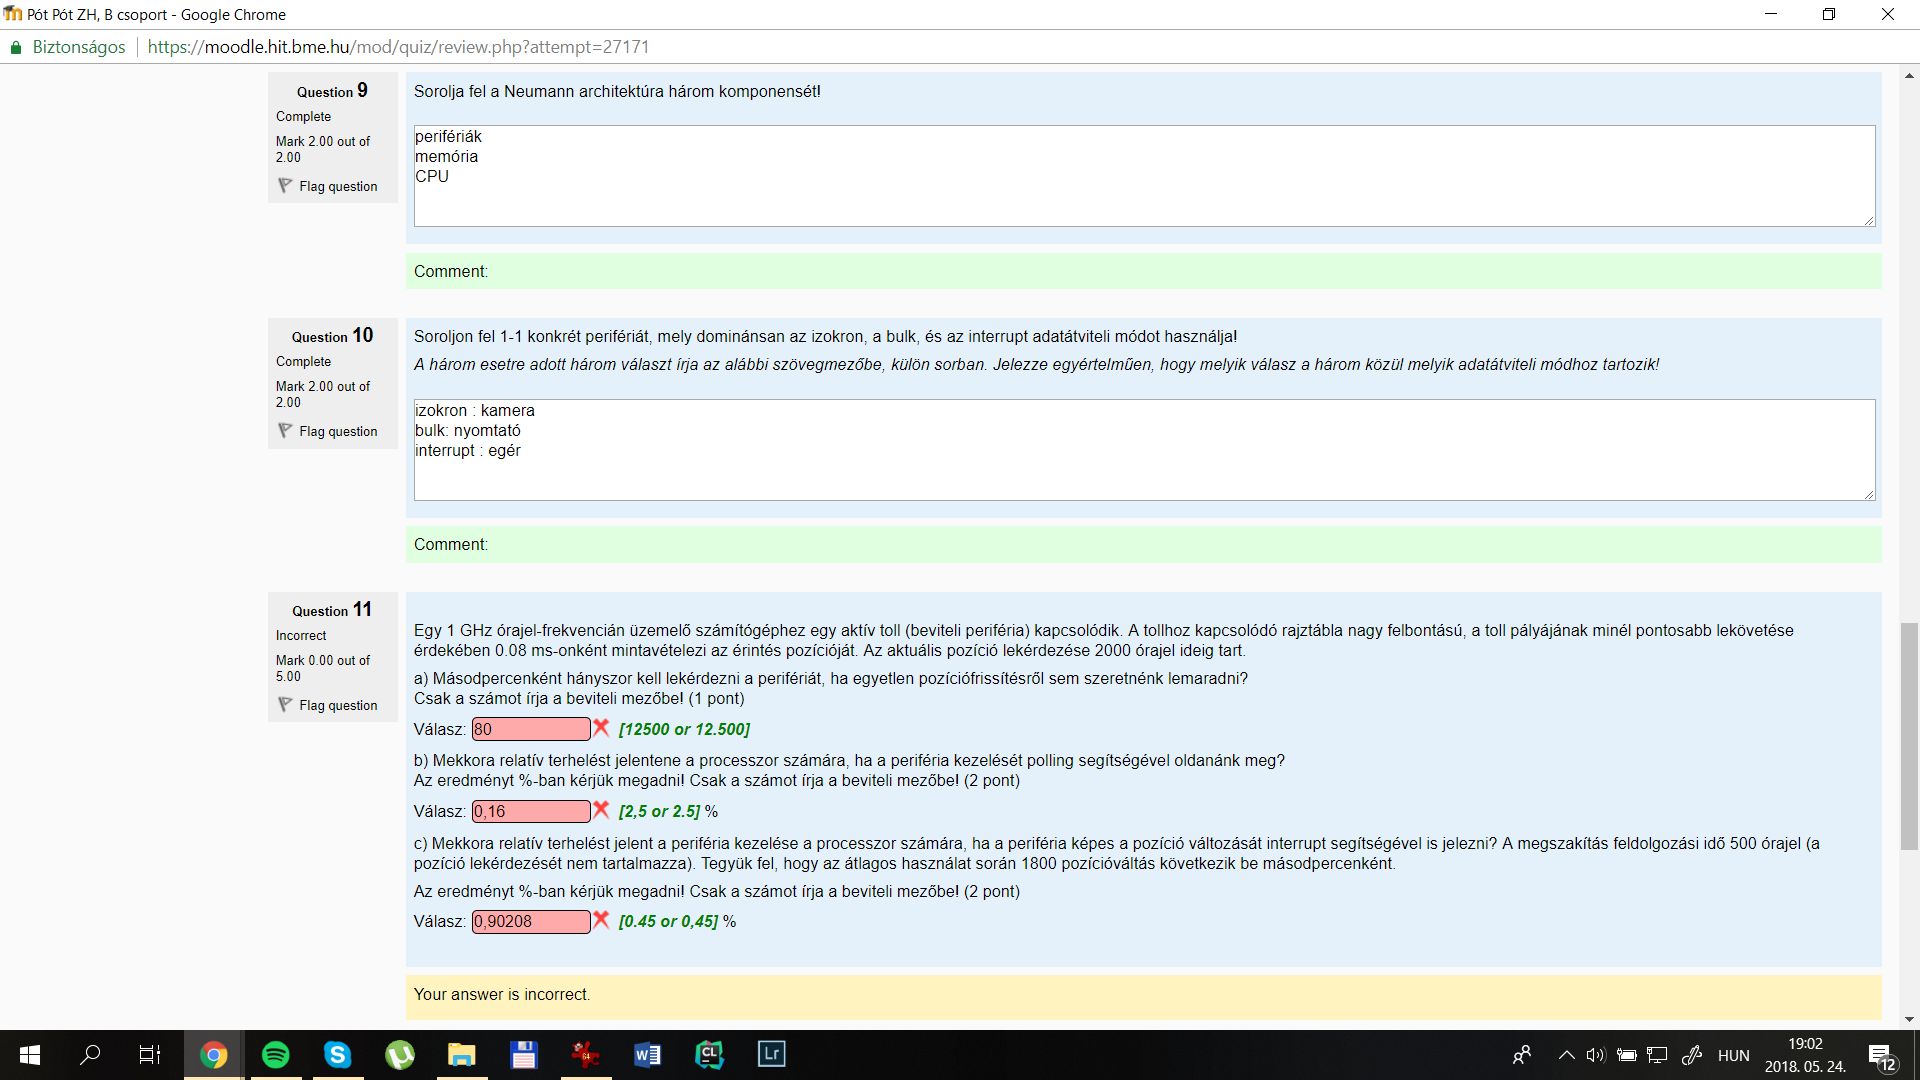 Pót Pót ZH, B csoport - Google Chrome
Biztonságos
https://moodle.hit.bme.hu/mod/quiz/review.php?attempt=27171
Question 9
Complete
Mark 2.00 out of
2.00
Flag question
Sorolja fel a Neumann architektúra három komponensét!
perifériák
memória
CPU
Comment:
Question 10
Complete
Mark 2.00 out of
2.00
Flag question
Soroljon fel 1-1 konkrét perifériát, mely dominánsan az izokron, a bulk, és az interrupt adatátviteli módot használja!
A három esetre adott három választ írja az alábbi szövegmezőbe, külön sorban. Jelezze egyértelműen, hogy melyik válasz a három közül melyik adatátviteli módhoz tartozik!
izokron : kamera
bulk: nyomtató
interrupt : egér
Comment:
Question 11
Incorrect
Mark 0.00 out of
5.00
Flag question
Egy 1 GHz órajel-frekvencián üzemelő számítógéphez egy aktív toll (beviteli periféria) kapcsolódik. A tollhoz kapcsolódó rajztábla nagy felbontású, a toll pályájának minél pontosabb lekövetése
érdekében 0.08 ms-onként mintavételezi az érintés pozícióját. Az aktuális pozíció lekérdezése 2000 órajel ideig tart.
a) Másodpercenként hányszor kell lekérdezni a perifériát, ha egyetlen pozíciófrissítésről sem szeretnénk lemaradni?
Csak a számot írja a beviteli mezőbe! (1 pont)
Válasz: 80 [12500 or 12.500]
b) Mekkora relatív terhelést jelentene a processzor számára, ha a periféria kezelését polling segítségével oldanánk meg?
Az eredményt %-ban kérjük megadni! Csak a számot írja a beviteli mezőbe! (2 pont)
Válasz: 0,16 [2,5 or 2.5] %
c) Mekkora relatív terhelést jelent a periféria kezelése a processzor számára, ha a periféria képes a pozíció változását interrupt segítségével is jelezni? A megszakítás feldolgozási idő 500 órajel (a
pozíció lekérdezését nem tartalmazza). Tegyük fel, hogy az átlagos használat során 1800 pozícióváltás következik be másodpercenként.
Az eredményt %-ban kérjük megadni! Csak a számot írja a beviteli mezőbe! (2 pont)
Válasz: 0,90208 [0.45 or 0,45] %
Your answer is incorrect.
S
64
W
CL
Lr
HUN
19:02
2018. 05. 24.
12